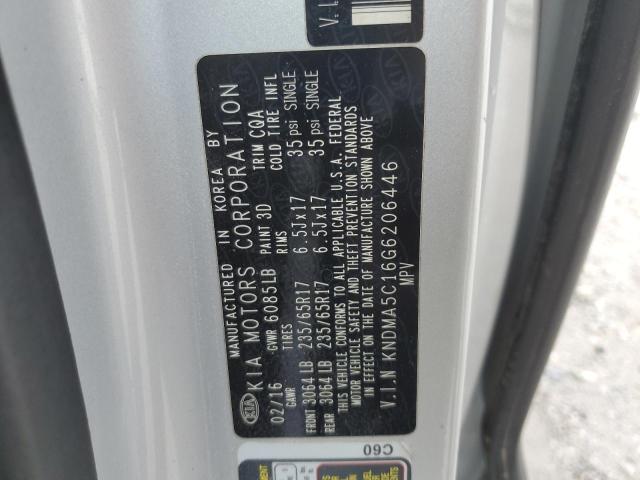 V.I
MANUFACTURED IN KOREA BY
KIA KIA MOTORS CORPORATION
02/16 GVWR 6085LB PAINT 3D TRIM CQA
GAWR TIRES RIMS COLD TIRE INFL
FRONT 3064 LB 235/65R17 6.5Jx17 35 psi SINGLE
REAR 3064 LB 235/65R17 6.5Jx17 35 psi SINGLE
THIS VEHICLE CONFORMS TO ALL APPLICABLE U.S.A. FEDERAL
MOTOR VEHICLE SAFETY AND THEFT PREVENTION STANDARDS
IN EFFECT ON THE DATE OF MANUFACTURE SHOWN ABOVE
V.I.N KNDMA5C16G6206446
MPV
C60